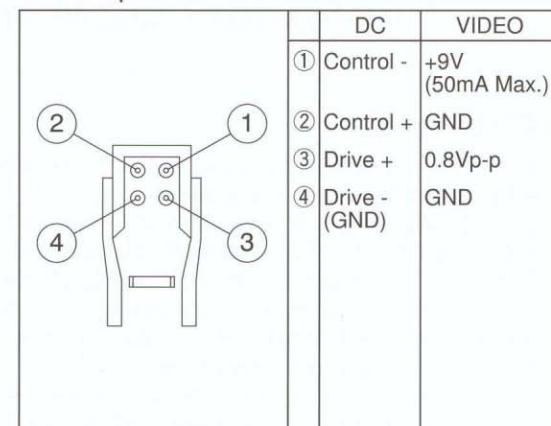 DC VIDEO
① Control - +9V
(50mA Max.)
② Control + GND
③ Drive + 0.8Vp-p
④ Drive - GND
(GND)
2 1
4 3